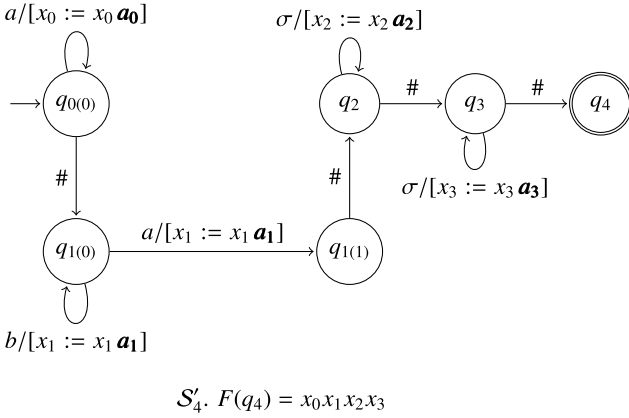 a/[x₀ := x₀ a₀]
σ/[x₂ := x₂ a₂]
q₀₍₀₎
q₂
#
q₃
#
q₄
#
#
σ/[x₃ := x₃ a₃]
q₁₍₀₎
a/[x₁ := x₁ a₁]
q₁₍₁₎
b/[x₁ := x₁ a₁]
S′₄. F(q₄) = x₀x₁x₂x₃